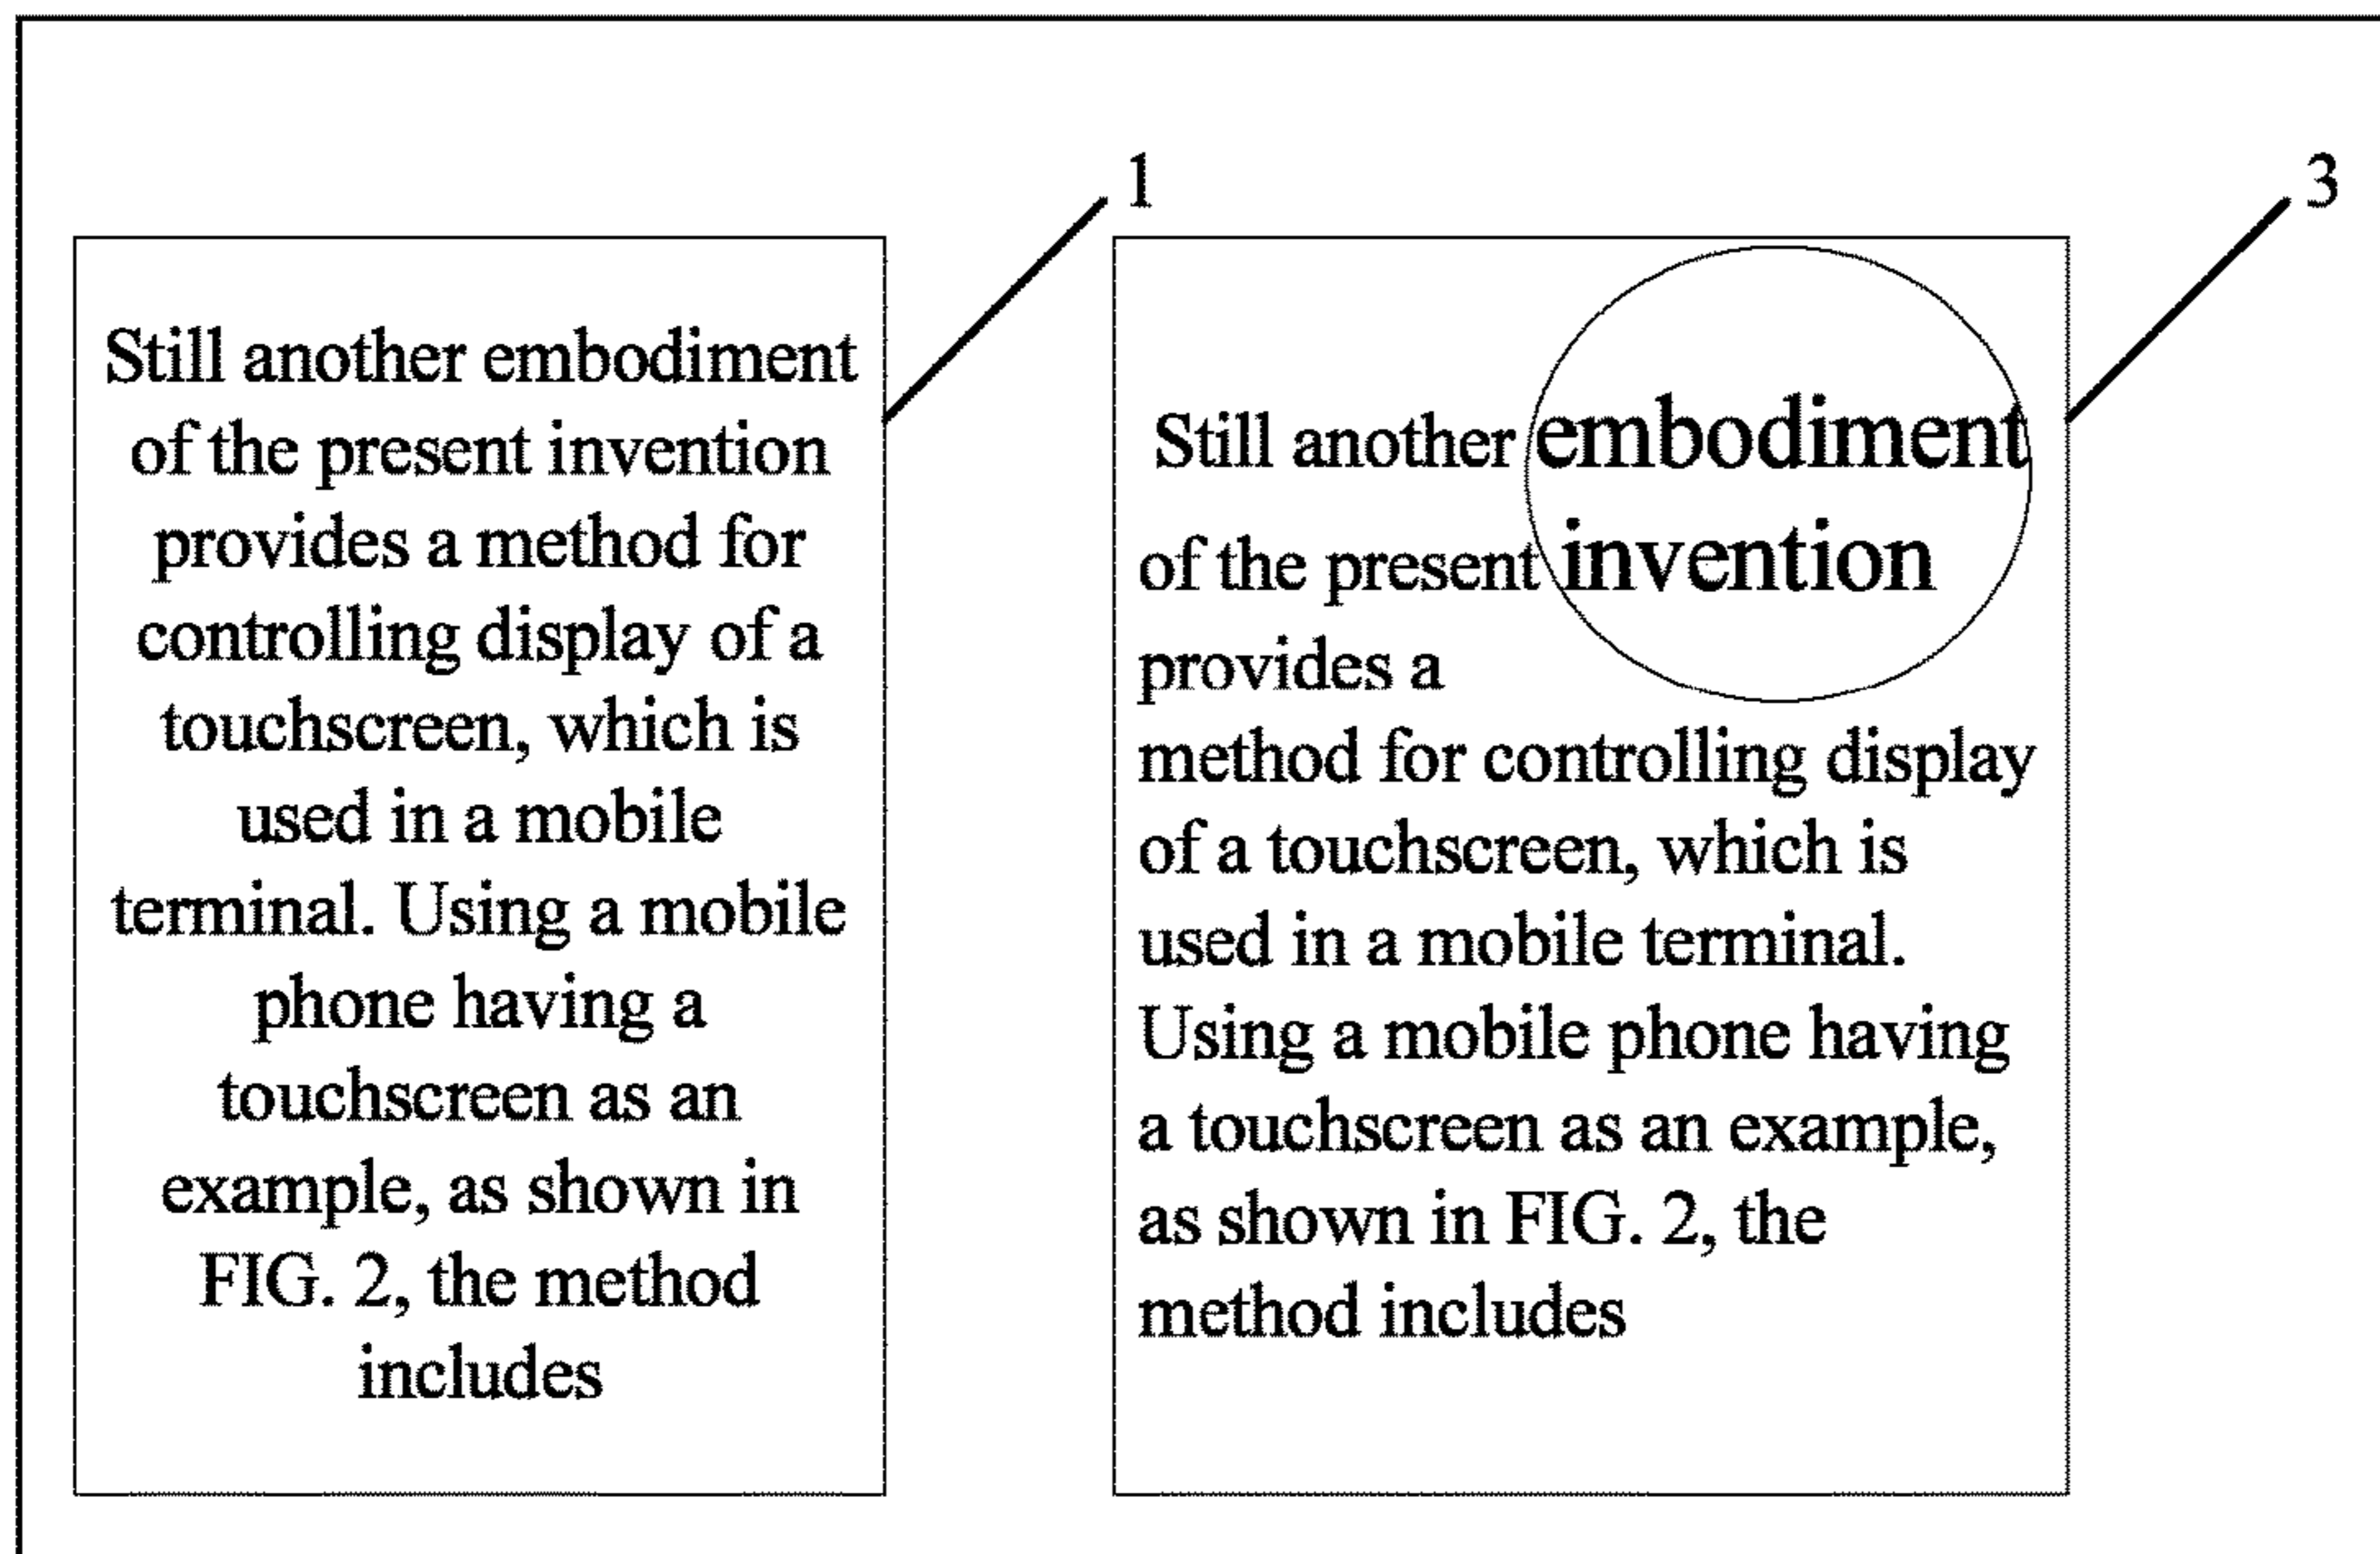 1
3
Still another embodiment
of the present invention
provides a method for
controlling display of a
touchscreen, which is
used in a mobile
terminal. Using a mobile
phone having a
touchscreen as an
example, as shown in
FIG. 2, the method
includes
Still another embodiment
of the present invention
provides a
method for controlling display
of a touchscreen, which is
used in a mobile terminal.
Using a mobile phone having
a touchscreen as an example,
as shown in FIG. 2, the
method includes